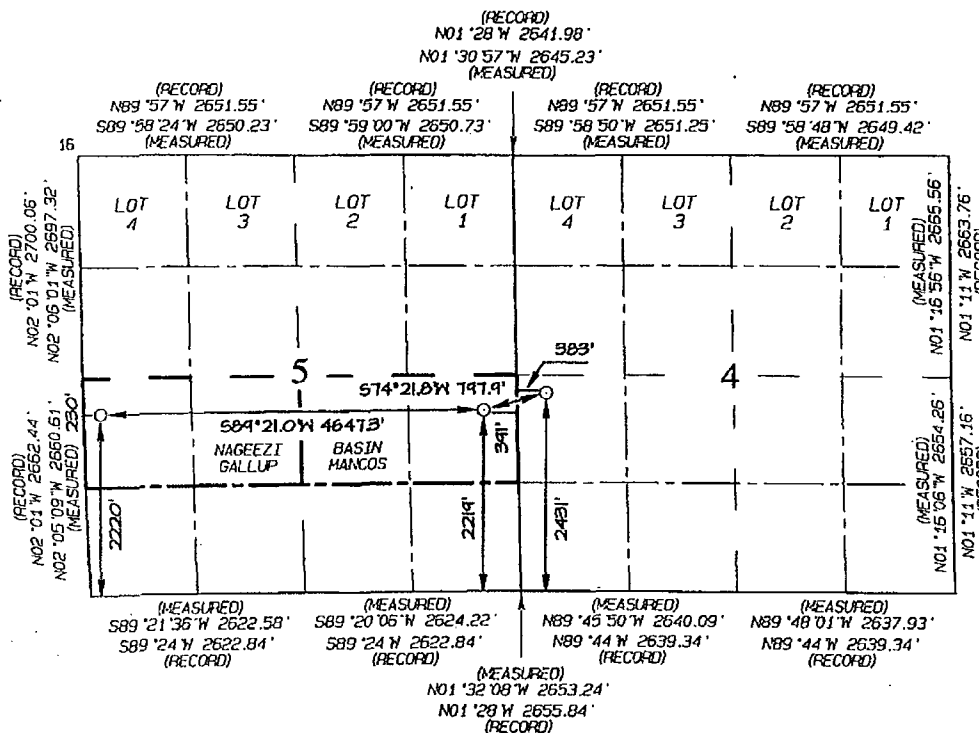 (RECORD)
N01°28'W 2641.98'
N01°30'57"W 2645.23'
(MEASURED)
(RECORD)
N89°57'W 2651.55'
S89°58'24"W 2650.23'
(MEASURED)
(RECORD)
N89°57'W 2651.55'
S89°59'00"W 2650.73'
(MEASURED)
(RECORD)
N89°57'W 2651.55'
S89°58'50"W 2651.25'
(MEASURED)
(RECORD)
N89°57'W 2651.55'
S89°58'48"W 2649.42'
(MEASURED)
16
LOT
4
LOT
3
LOT
2
LOT
1
LOT
4
LOT
3
LOT
2
LOT
1
(RECORD)
N02°01'W 2700.06'
N02°06'01"W 2697.32'
(MEASURED)
(MEASURED)
N01°16'56"W 2665.56'
N01°11'W 2663.76'
(RECORD)
5
4
383'
S74°21.8'W 797.9'
230'
S89°21.0'W 4647.3'
391'
NAGEEZI
GALLUP
BASIN
MANCOS
2220'
2219'
2431'
(RECORD)
N02°01'W 2662.44'
N02°05'09"W 2660.61'
(MEASURED)
(MEASURED)
N01°16'06"W 2654.26'
N01°11'W 2657.16'
(RECORD)
(MEASURED)
S89°21'36"W 2622.58'
S89°24'W 2622.84'
(RECORD)
(MEASURED)
S89°20'06"W 2624.22'
S89°24'W 2622.84'
(RECORD)
(MEASURED)
N89°45'50"W 2640.09'
N89°44'W 2639.34'
(RECORD)
(MEASURED)
N89°48'01"W 2637.93'
N89°44'W 2639.34'
(RECORD)
(MEASURED)
N01°32'08"W 2653.24'
N01°28'W 2655.84'
(RECORD)